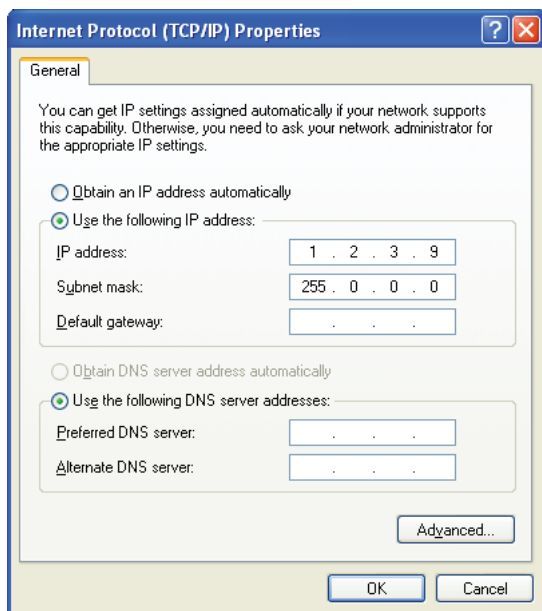 Internet Protocol (TCP/IP) Properties
General
You can get IP settings assigned automatically if your network supports
this capability. Otherwise, you need to ask your network administrator for
the appropriate IP settings.
Obtain an IP address automatically
Use the following IP address:
IP address: 1 . 2 . 3 . 9
Subnet mask: 255 . 0 . 0 . 0
Default gateway: . . .
Obtain DNS server address automatically
Use the following DNS server addresses:
Preferred DNS server: . . .
Alternate DNS server: . . .
Advanced...
OK Cancel